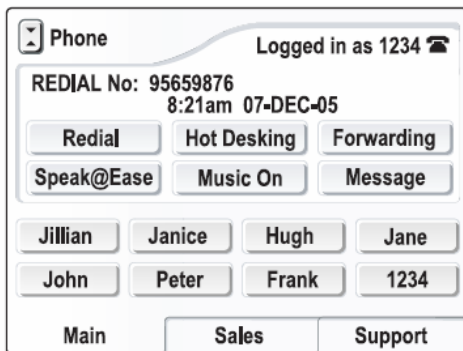 Phone
Logged in as 1234
REDIAL No: 95659876
8:21am 07-DEC-05
Redial Hot Desking Forwarding
Speak@Ease Music On Message
Jillian Janice Hugh Jane
John Peter Frank 1234
Main Sales Support